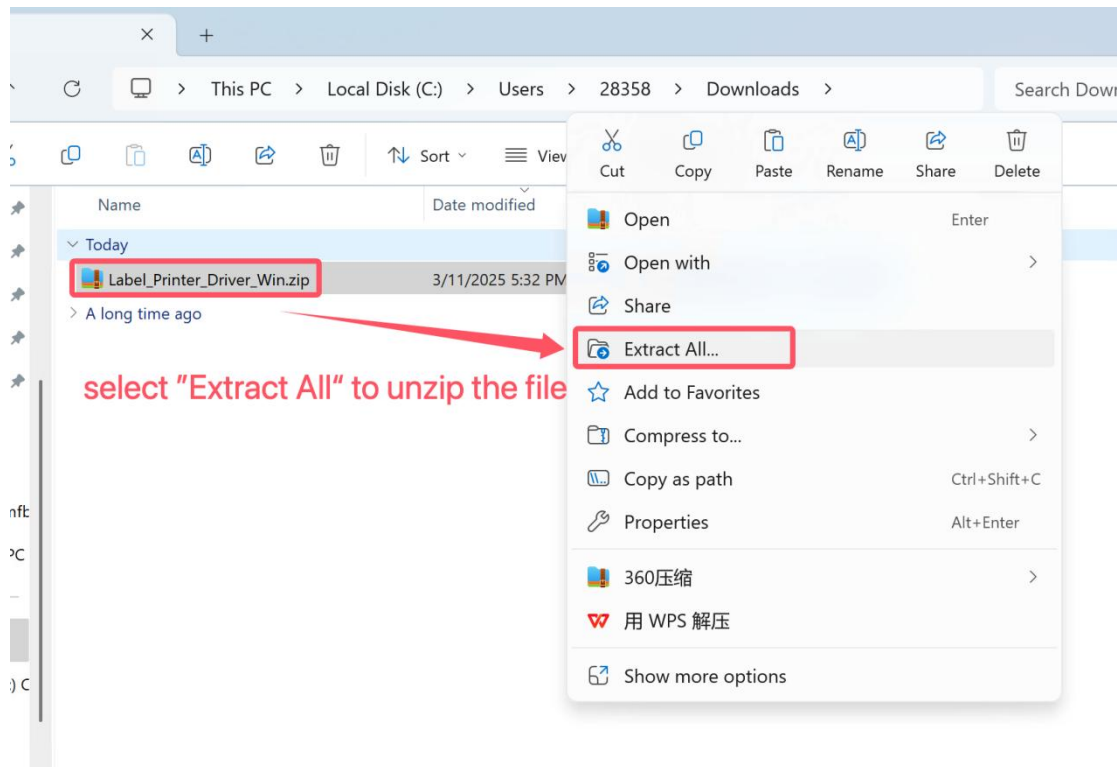 This PC > Local Disk (C:) > Users > 28358 > Downloads >
Search Down
Sort
View
Cut
Copy
Paste
Rename
Share
Delete
Name
Date modified
Today
Label_Printer_Driver_Win.zip
3/11/2025 5:32 PM
A long time ago
select "Extract All“ to unzip the file
Open Enter
Open with
Share
Extract All...
Add to Favorites
Compress to...
Copy as path Ctrl+Shift+C
Properties Alt+Enter
360压缩
用 WPS 解压
Show more options